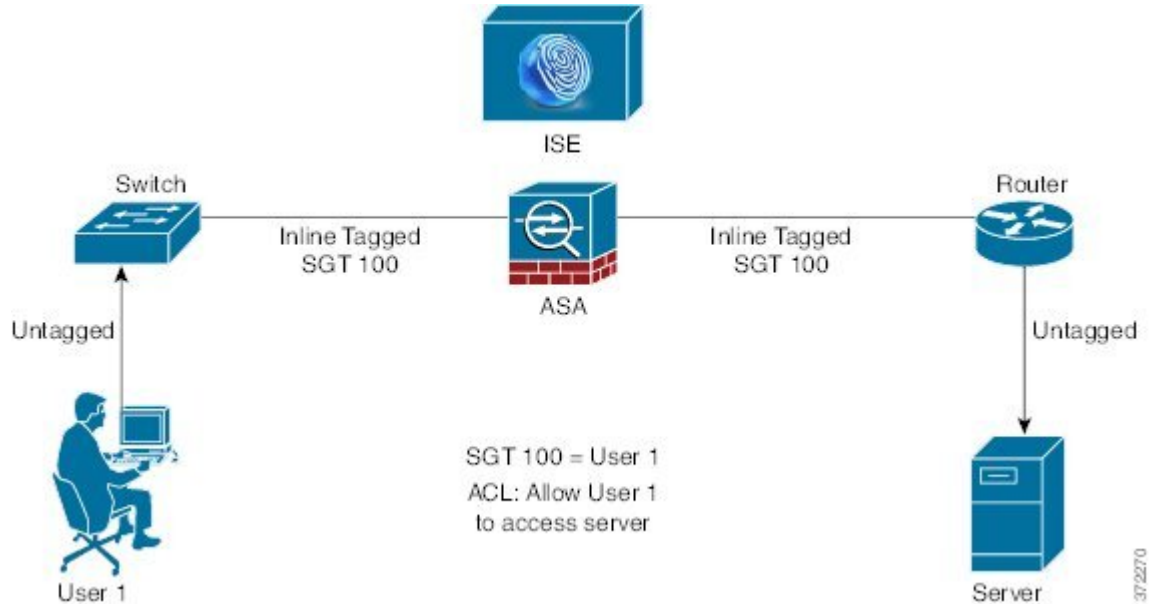 ISE
Switch
Router
Inline Tagged
SGT 100
Inline Tagged
SGT 100
ASA
Untagged
Untagged
SGT 100 = User 1
ACL: Allow User 1
to access server
User 1
Server
372270